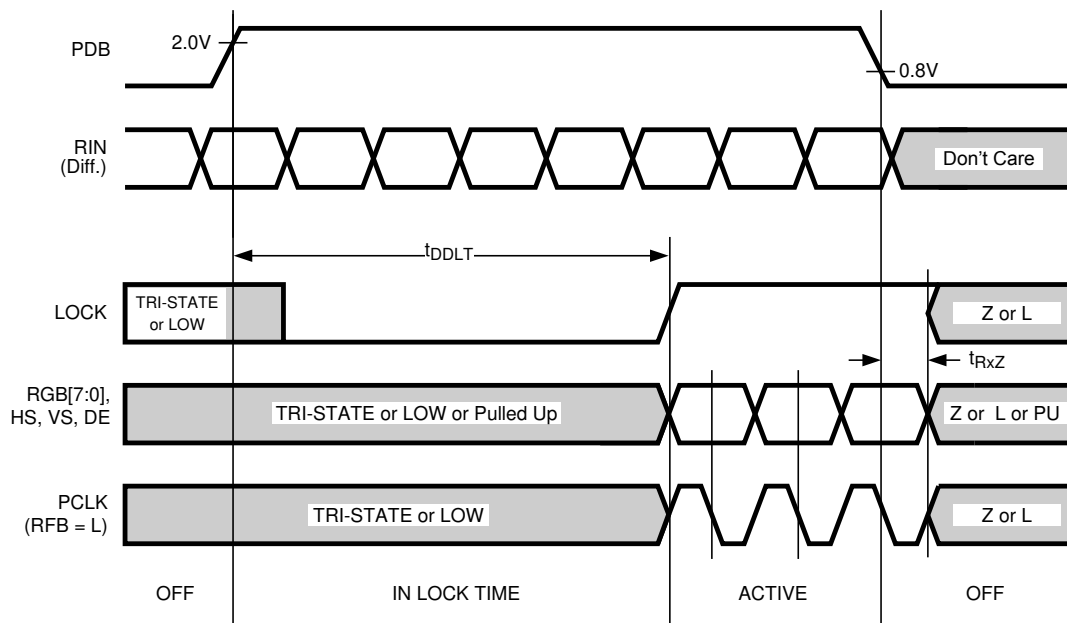 PDB
2.0V
0.8V
RIN
(Diff.)
Don't Care
tDDLT
LOCK
TRI-STATE
or LOW
Z or L
tRxZ
RGB[7:0],
HS, VS, DE
TRI-STATE or LOW or Pulled Up
Z or L or PU
PCLK
(RFB = L)
TRI-STATE or LOW
Z or L
OFF
IN LOCK TIME
ACTIVE
OFF